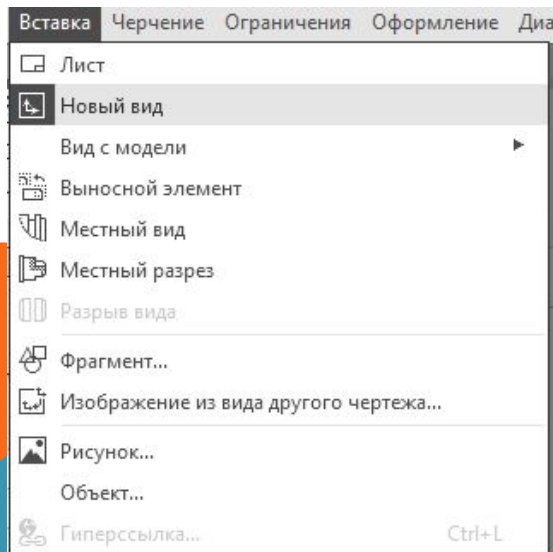 Вставка Черчение Ограничения Оформление Диа
Лист
Новый вид
Вид с модели
Выносной элемент
Местный вид
Местный разрез
Разрыв вида
Фрагмент...
Изображение из вида другого чертежа...
Рисунок...
Объект...
Гиперссылка... Ctrl+L